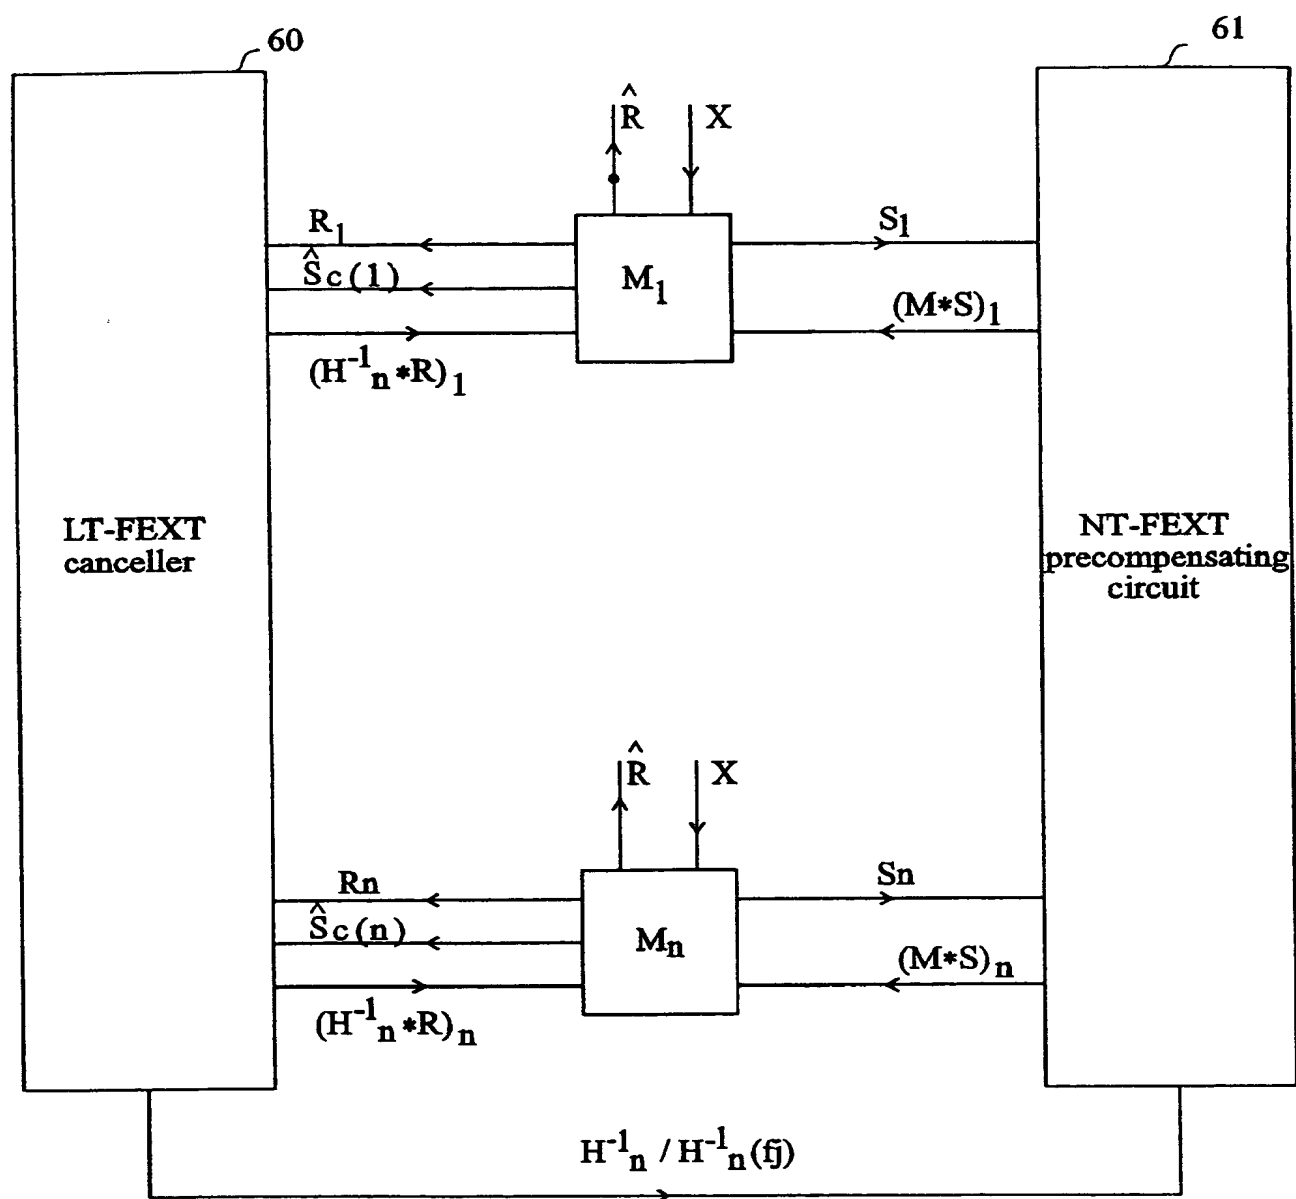 60
61
R̂ X
R₁
Ŝc(1)
M₁
S₁
(M*S)₁
(H⁻¹ₙ*R)₁
LT-FEXT
canceller
NT-FEXT
precompensating
circuit
R̂ X
Rn
Ŝc(n)
Mₙ
Sn
(M*S)ₙ
(H⁻¹ₙ*R)ₙ
H⁻¹ₙ / H⁻¹ₙ(fj)